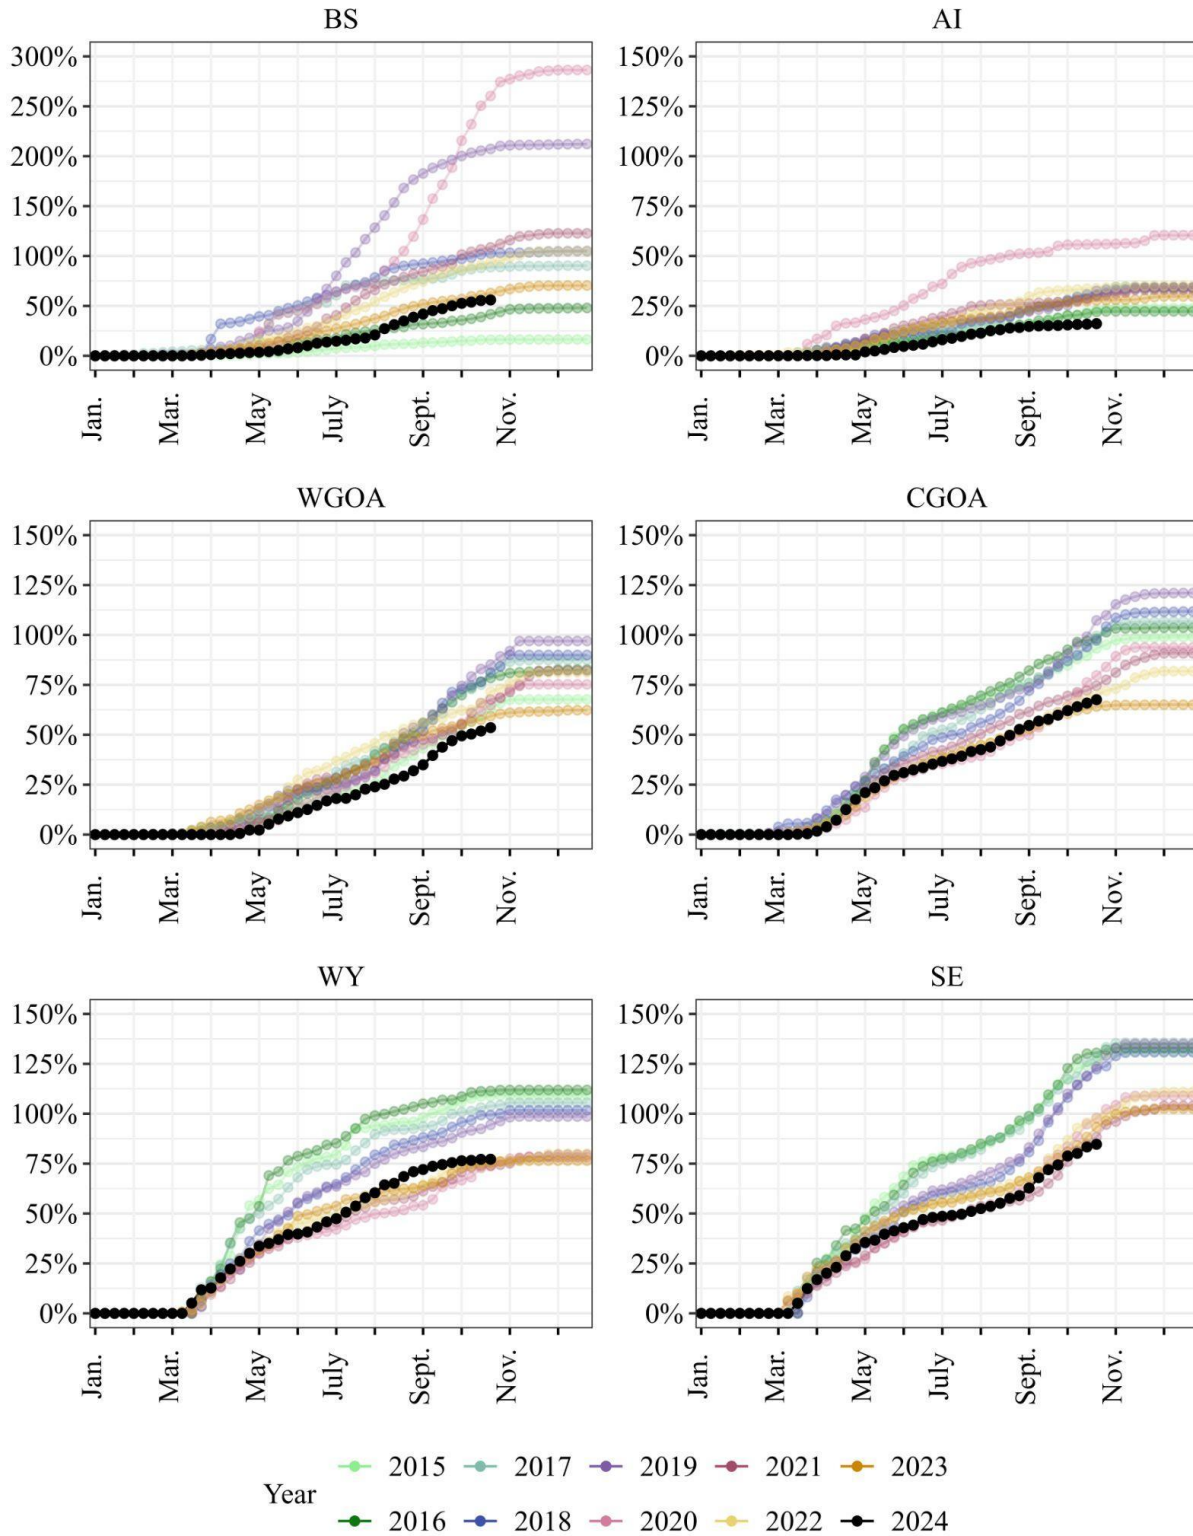 BS
300%
250%
200%
150%
100%
50%
0%
Jan.
Mar.
May
July
Sept.
Nov.
AI
150%
125%
100%
75%
50%
25%
0%
Jan.
Mar.
May
July
Sept.
Nov.
WGOA
150%
125%
100%
75%
50%
25%
0%
Jan.
Mar.
May
July
Sept.
Nov.
CGOA
150%
125%
100%
75%
50%
25%
0%
Jan.
Mar.
May
July
Sept.
Nov.
WY
150%
125%
100%
75%
50%
25%
0%
Jan.
Mar.
May
July
Sept.
Nov.
SE
150%
125%
100%
75%
50%
25%
0%
Jan.
Mar.
May
July
Sept.
Nov.
Year
2015 2017 2019 2021 2023
2016 2018 2020 2022 2024